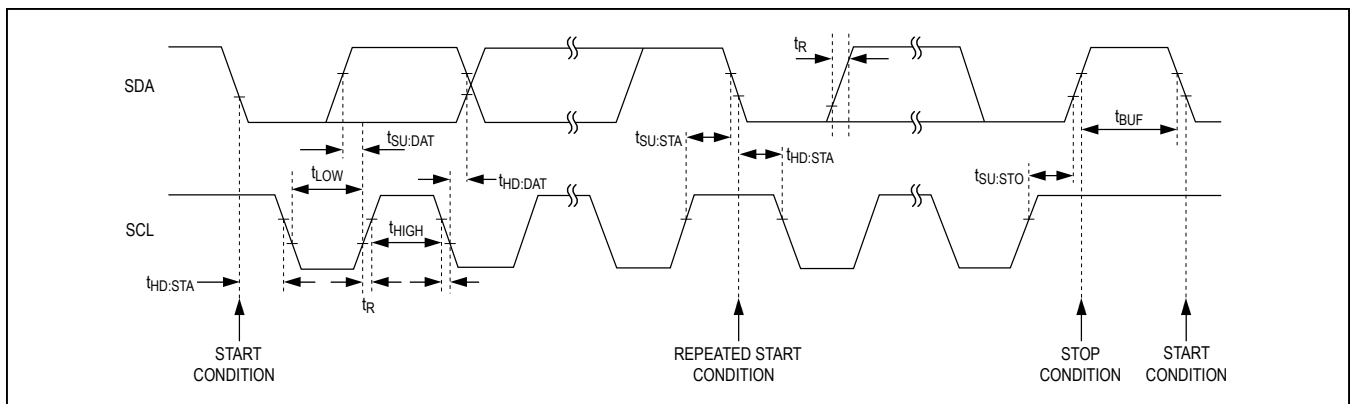 tR
SDA
tSU:DAT
tSU:STA
tBUF
tHD:STA
tLOW
tHD:DAT
tSU:STO
SCL
tHIGH
tHD:STA
tR
START
CONDITION
REPEATED START
CONDITION
STOP
CONDITION
START
CONDITION